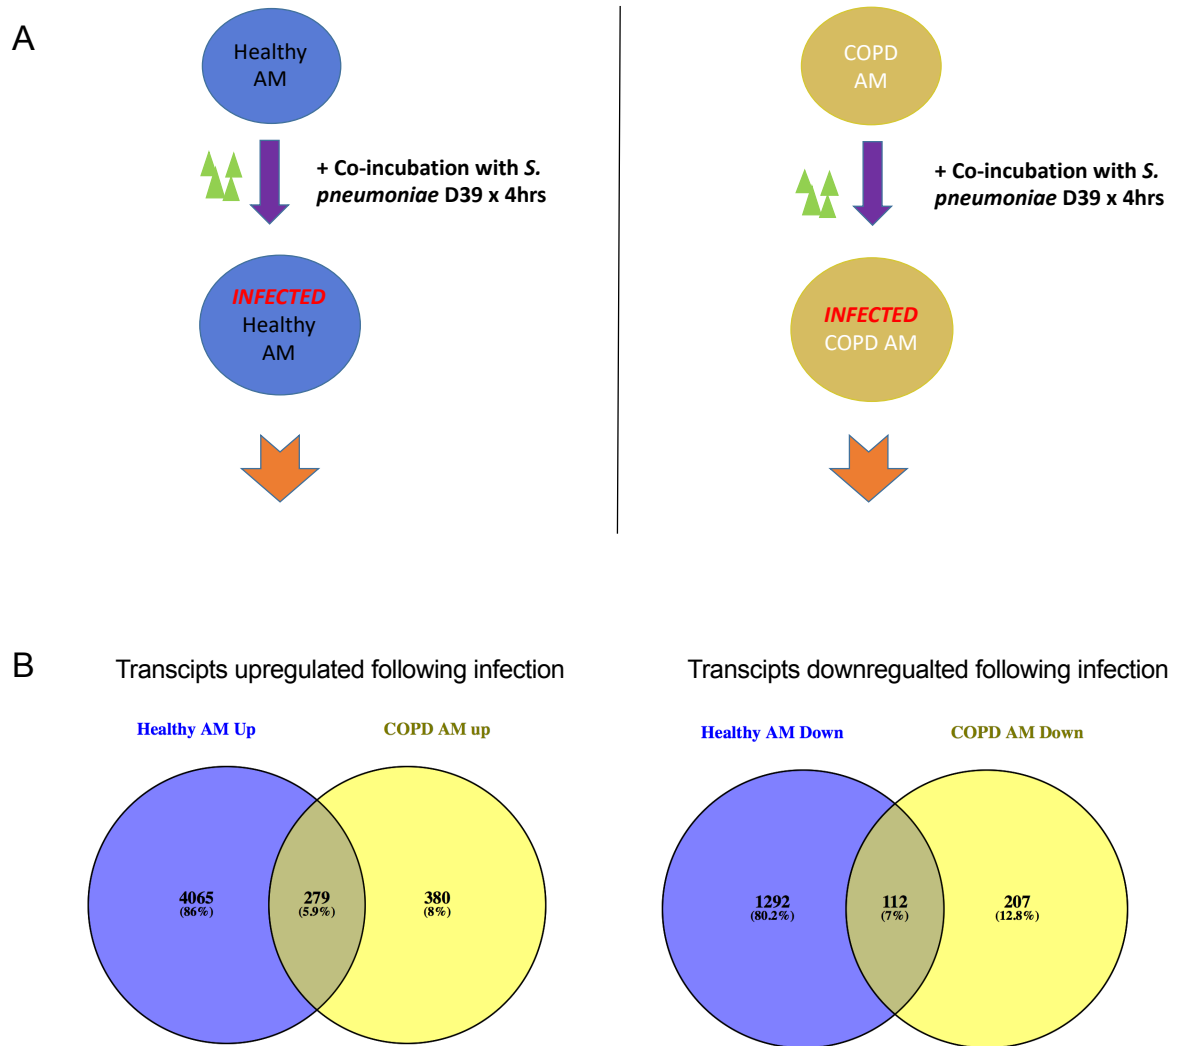 A
Healthy
AM
+ Co-incubation with S.
pneumoniae D39 x 4hrs
INFECTED
Healthy
AM
COPD
AM
+ Co-incubation with S.
pneumoniae D39 x 4hrs
INFECTED
COPD AM
B
Transcipts upregulated following infection
Healthy AM Up
COPD AM up
4065
(86%)
279
(5.9%)
380
(8%)
Transcipts downregualted following infection
Healthy AM Down
COPD AM Down
1292
(80.2%)
112
(7%)
207
(12.8%)